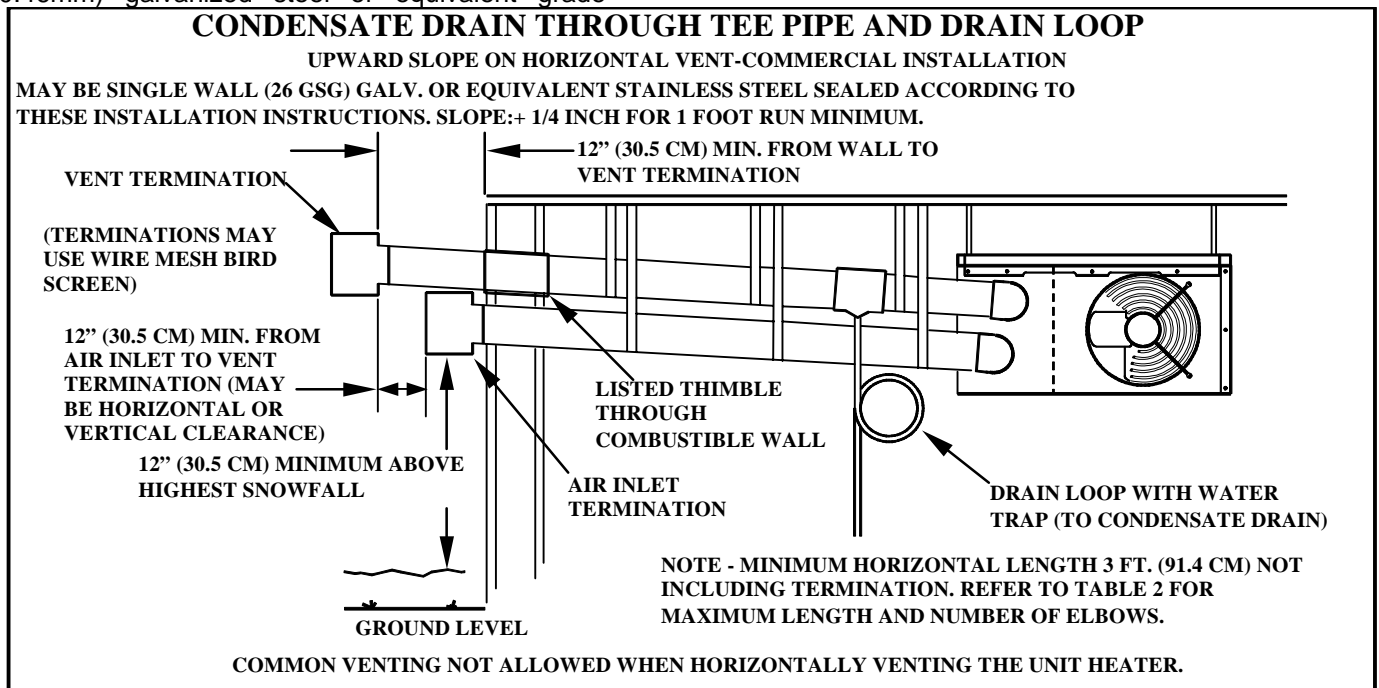 galvanized steel or equivalent grade
CONDENSATE DRAIN THROUGH TEE PIPE AND DRAIN LOOP
UPWARD SLOPE ON HORIZONTAL VENT-COMMERCIAL INSTALLATION
MAY BE SINGLE WALL (26 GSG) GALV. OR EQUIVALENT STAINLESS STEEL SEALED ACCORDING TO
THESE INSTALLATION INSTRUCTIONS. SLOPE:+ 1/4 INCH FOR 1 FOOT RUN MINIMUM.
12” (30.5 CM) MIN. FROM WALL TO
VENT TERMINATION
VENT TERMINATION
(TERMINATIONS MAY
USE WIRE MESH BIRD
SCREEN)
12” (30.5 CM) MIN. FROM
AIR INLET TO VENT
TERMINATION (MAY
BE HORIZONTAL OR
VERTICAL CLEARANCE)
12” (30.5 CM) MINIMUM ABOVE
HIGHEST SNOWFALL
LISTED THIMBLE
THROUGH
COMBUSTIBLE WALL
AIR INLET
TERMINATION
DRAIN LOOP WITH WATER
TRAP (TO CONDENSATE DRAIN)
NOTE - MINIMUM HORIZONTAL LENGTH 3 FT. (91.4 CM) NOT
INCLUDING TERMINATION. REFER TO TABLE 2 FOR
MAXIMUM LENGTH AND NUMBER OF ELBOWS.
GROUND LEVEL
COMMON VENTING NOT ALLOWED WHEN HORIZONTALLY VENTING THE UNIT HEATER.